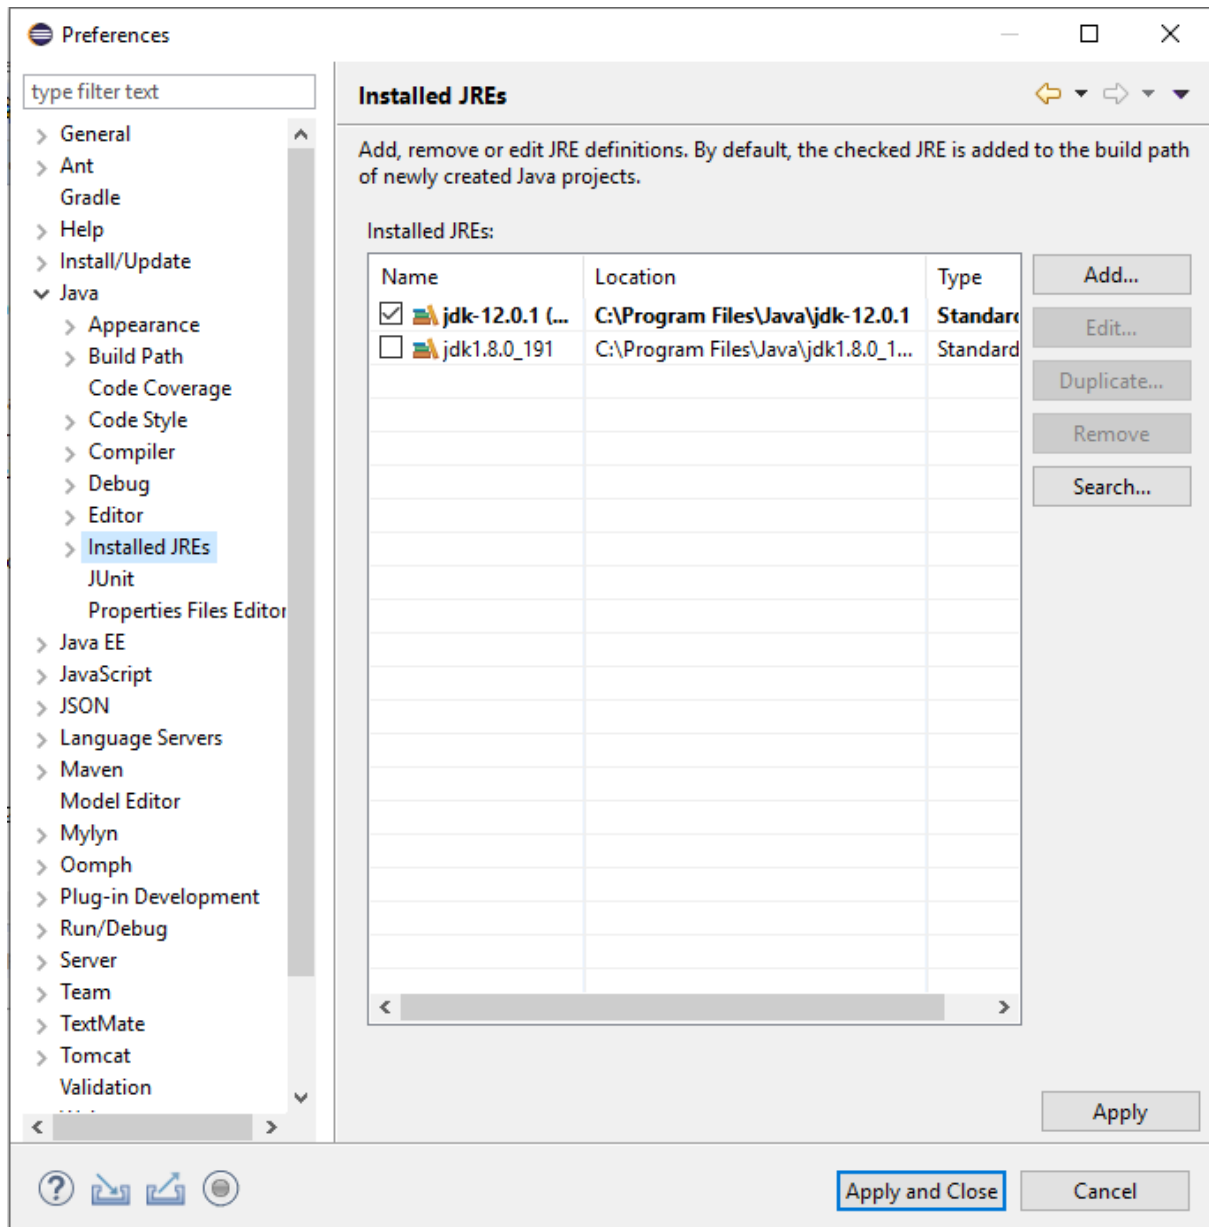 Preferences
type filter text
General
Ant
Gradle
Help
Install/Update
Java
Appearance
Build Path
Code Coverage
Code Style
Compiler
Debug
Editor
Installed JREs
JUnit
Properties Files Editor
Java EE
JavaScript
JSON
Language Servers
Maven
Model Editor
Mylyn
Oomph
Plug-in Development
Run/Debug
Server
Team
TextMate
Tomcat
Validation
Installed JREs
Add, remove or edit JRE definitions. By default, the checked JRE is added to the build path
of newly created Java projects.
Installed JREs:
Name Location Type
jdk-12.0.1 (... C:\Program Files\Java\jdk-12.0.1 Standard
jdk1.8.0_191 C:\Program Files\Java\jdk1.8.0_1... Standard
Add...
Edit...
Duplicate...
Remove
Search...
Apply
Apply and Close
Cancel